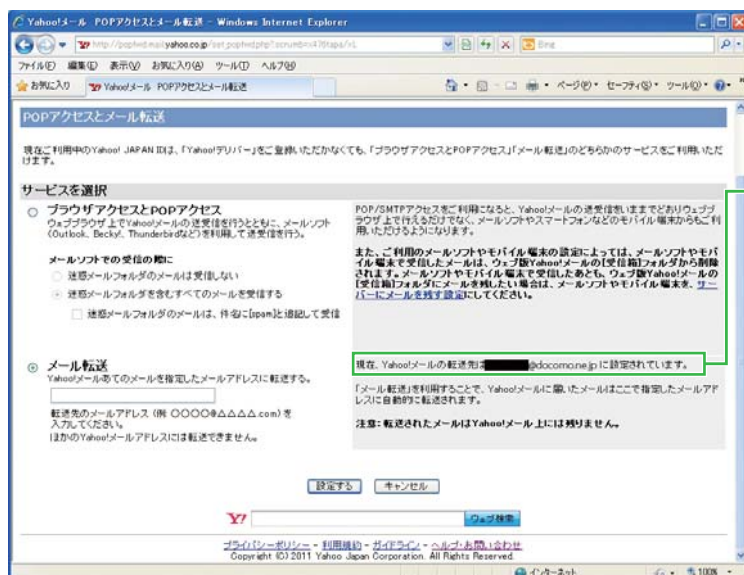 Yahoo!メール POPアクセスとメール転送 - Windows Internet Explorer
Bing
ファイル(F) 編集(E) 表示(V) お気に入り(A) ツール(T) ヘルプ(H)
お気に入り Yahoo!メール POPアクセスとメール転送 ページ(P) セーフティ(S) ツール(O)
POPアクセスとメール転送
現在ご利用中のYahoo! JAPAN IDは、「Yahoo!デリバー」をご登録いただかなくても、「ブラウザアクセスとPOPアクセス」「メール転送」のどちらかのサービスをご利用いただけます。
サービスを選択
ブラウザアクセスとPOPアクセス
ウェブブラウザ上でYahoo!メールの送受信を行うとともに、メールソフト
(Outlook、Becky!、Thunderbirdなど)を利用して送受信を行う。
メールソフトでの受信の際に
迷惑メールフォルダのメールは受信しない
迷惑メールフォルダを含むすべてのメールを受信する
迷惑メールフォルダのメールは、件名に[spam]と追記して受信
POP/SMTPアクセスをご利用になると、Yahoo!メールの送受信をいままでどおりウェブブ
ラウザ上で行えるだけでなく、メールソフトやスマートフォンなどのモバイル端末からもご利
用いただけるようになります。
また、ご利用のメールソフトやモバイル端末の設定によっては、メールソフトやモバ
イル端末で受信したメールは、ウェブ版Yahoo!メールの[受信箱]フォルダから削除
されます。メールソフトやモバイル端末で受信したあとも、ウェブ版Yahoo!メールの
[受信箱]フォルダにメールを残したい場合は、メールソフトやモバイル端末を、サー
バーにメールを残す設定にしてください。
メール転送
Yahoo!メールあてのメールを指定したメールアドレスに転送する。
転送先のメールアドレス (例: ○○○○@△△△△.com) を
入力してください。
ほかのYahoo!メールアドレスには転送できません。
現在、Yahoo!メールの転送先は @docomo.ne.jp に設定されています。
「メール転送」を利用することで、Yahoo!メールに届いたメールはここで指定したメールアド
レスに自動的に転送されます。
注意:転送されたメールはYahoo!メール上には残りません。
設定する キャンセル
Y! ウェブ検索
プライバシーポリシー - 利用規約 - ガイドライン - ヘルプ・お問い合わせ
Copyright (C) 2011 Yahoo Japan Corporation. All Rights Reserved.
インターネット 100%